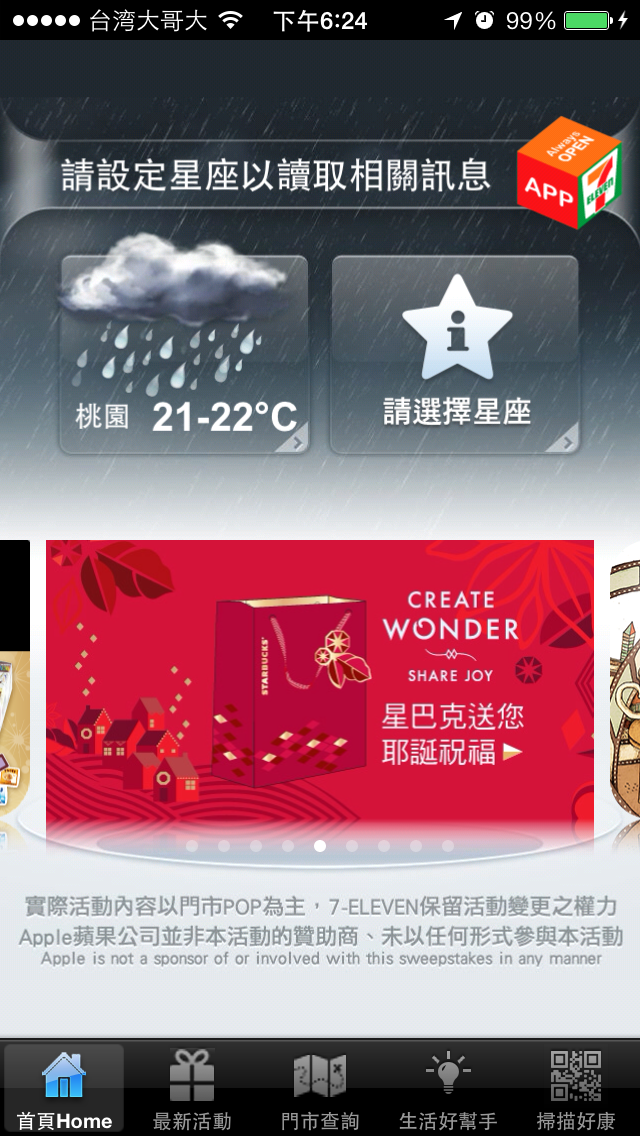 台湾大哥大 下午6:24 99%
請設定星座以讀取相關訊息
Always
OPEN
APP
7
ELEVEN
桃園 21-22°C
請選擇星座
CREATE
WONDER
SHARE JOY
STARBUCKS
星巴克送您
耶誕祝福
實際活動內容以門市POP為主,7-ELEVEN保留活動變更之權力
Apple蘋果公司並非本活動的贊助商、未以任何形式參與本活動
Apple is not a sponsor of or involved with this sweepstakes in any manner
首頁Home 最新活動 門市查詢 生活好幫手 掃描好康